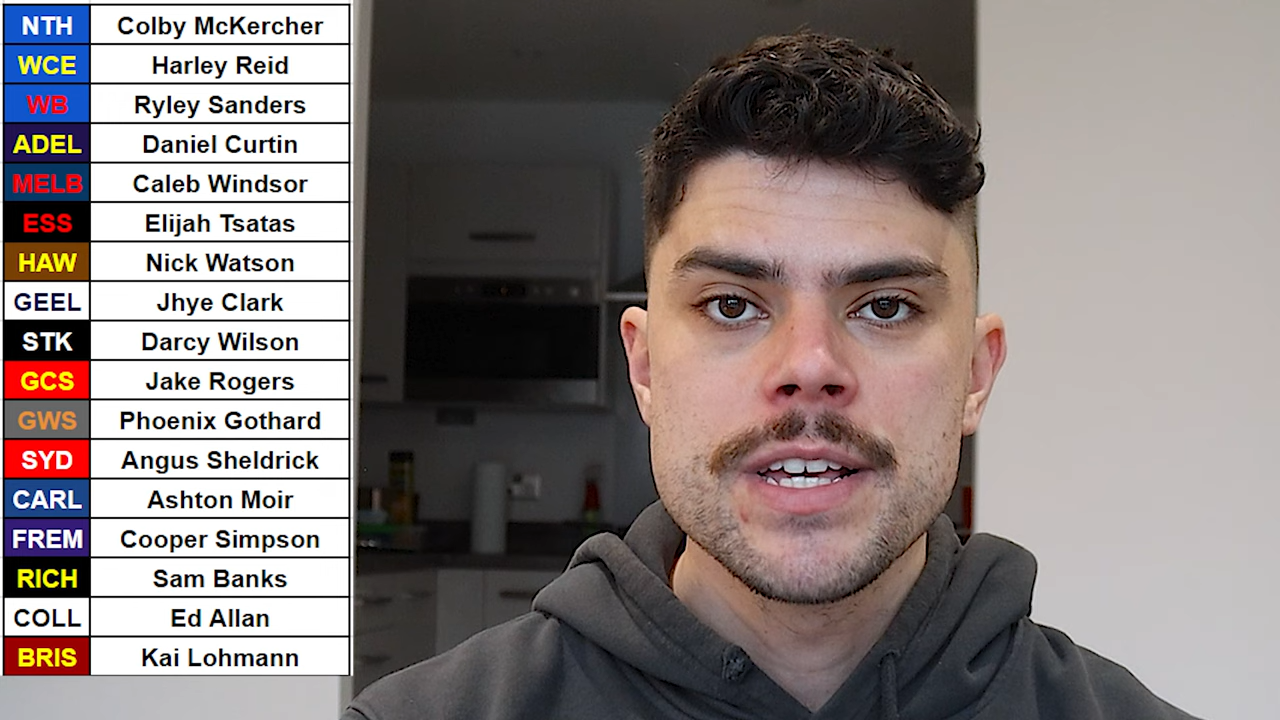 NTH Colby McKercher
WCE Harley Reid
WB Ryley Sanders
ADEL Daniel Curtin
MELB Caleb Windsor
ESS Elijah Tsatas
HAW Nick Watson
GEEL Jhye Clark
STK Darcy Wilson
GCS Jake Rogers
GWS Phoenix Gothard
SYD Angus Sheldrick
CARL Ashton Moir
FREM Cooper Simpson
RICH Sam Banks
COLL Ed Allan
BRIS Kai Lohmann